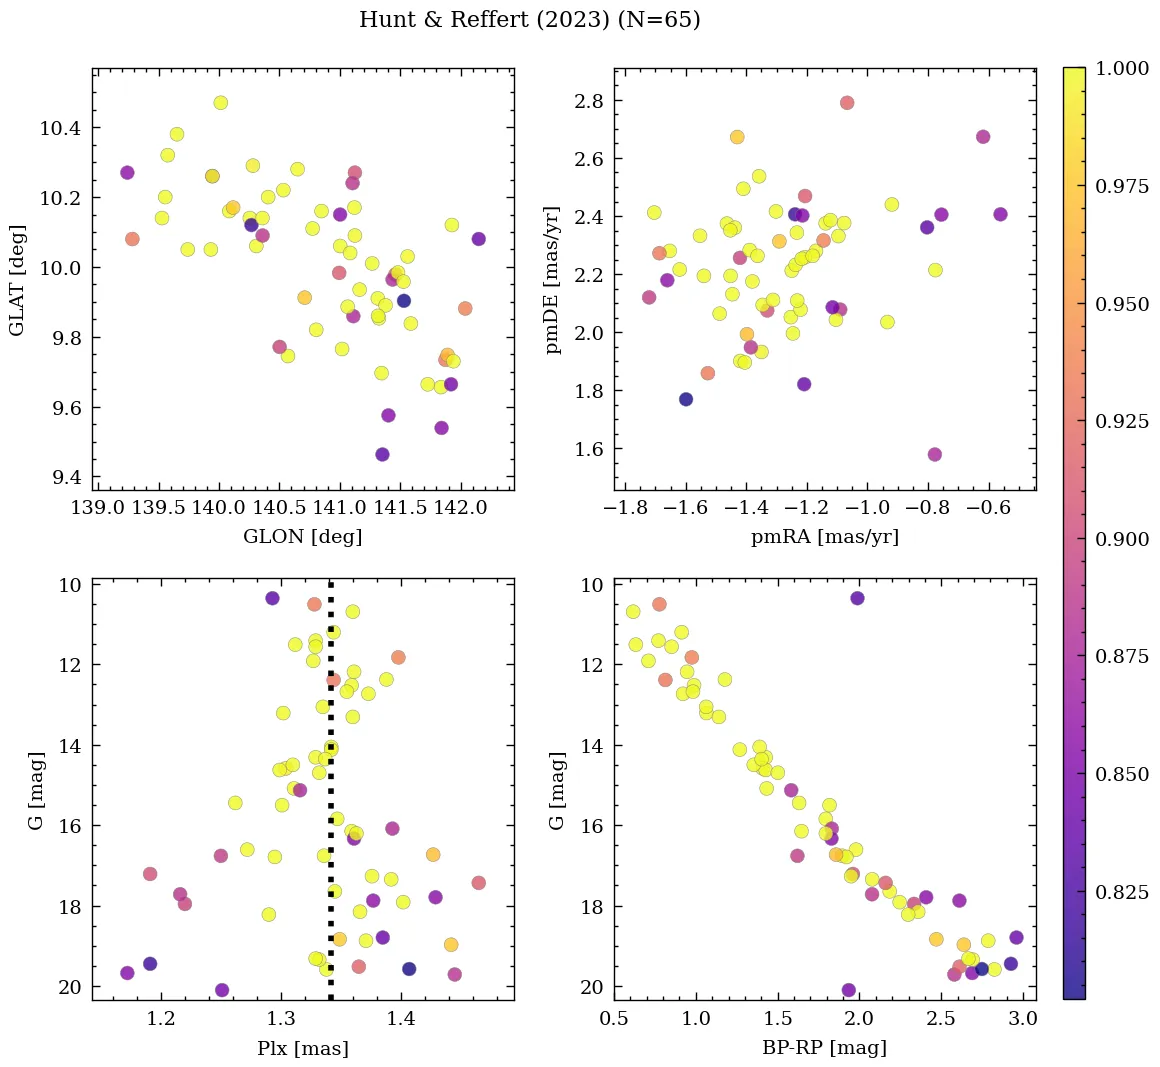 Hunt & Reffert (2023) (N=65)
10.4
10.2
10.0
9.8
9.6
9.4
GLAT [deg]
139.0 139.5 140.0 140.5 141.0 141.5 142.0
GLON [deg]
2.8
2.6
2.4
2.2
2.0
1.8
1.6
pmDE [mas/yr]
−1.8 −1.6 −1.4 −1.2 −1.0 −0.8 −0.6
pmRA [mas/yr]
10
12
14
16
18
20
G [mag]
1.2 1.3 1.4
Plx [mas]
10
12
14
16
18
20
G [mag]
0.5 1.0 1.5 2.0 2.5 3.0
BP-RP [mag]
1.000
0.975
0.950
0.925
0.900
0.875
0.850
0.825